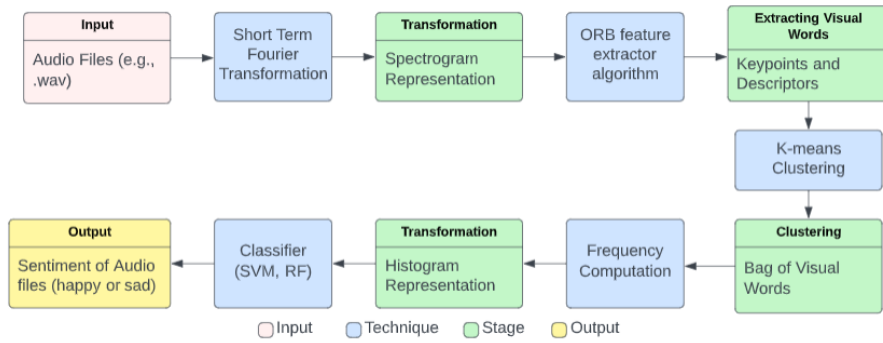 Input
Audio Files (e.g.,
.wav)
Short Term
Fourier
Transformation
Transformation
Spectrogram
Representation
ORB feature
extractor
algorithm
Extracting Visual
Words
Keypoints and
Descriptors
K-means
Clustering
Output
Sentiment of Audio
files (happy or sad)
Classifier
(SVM, RF)
Transformation
Histogram
Representation
Frequency
Computation
Clustering
Bag of Visual
Words
Input
Technique
Stage
Output